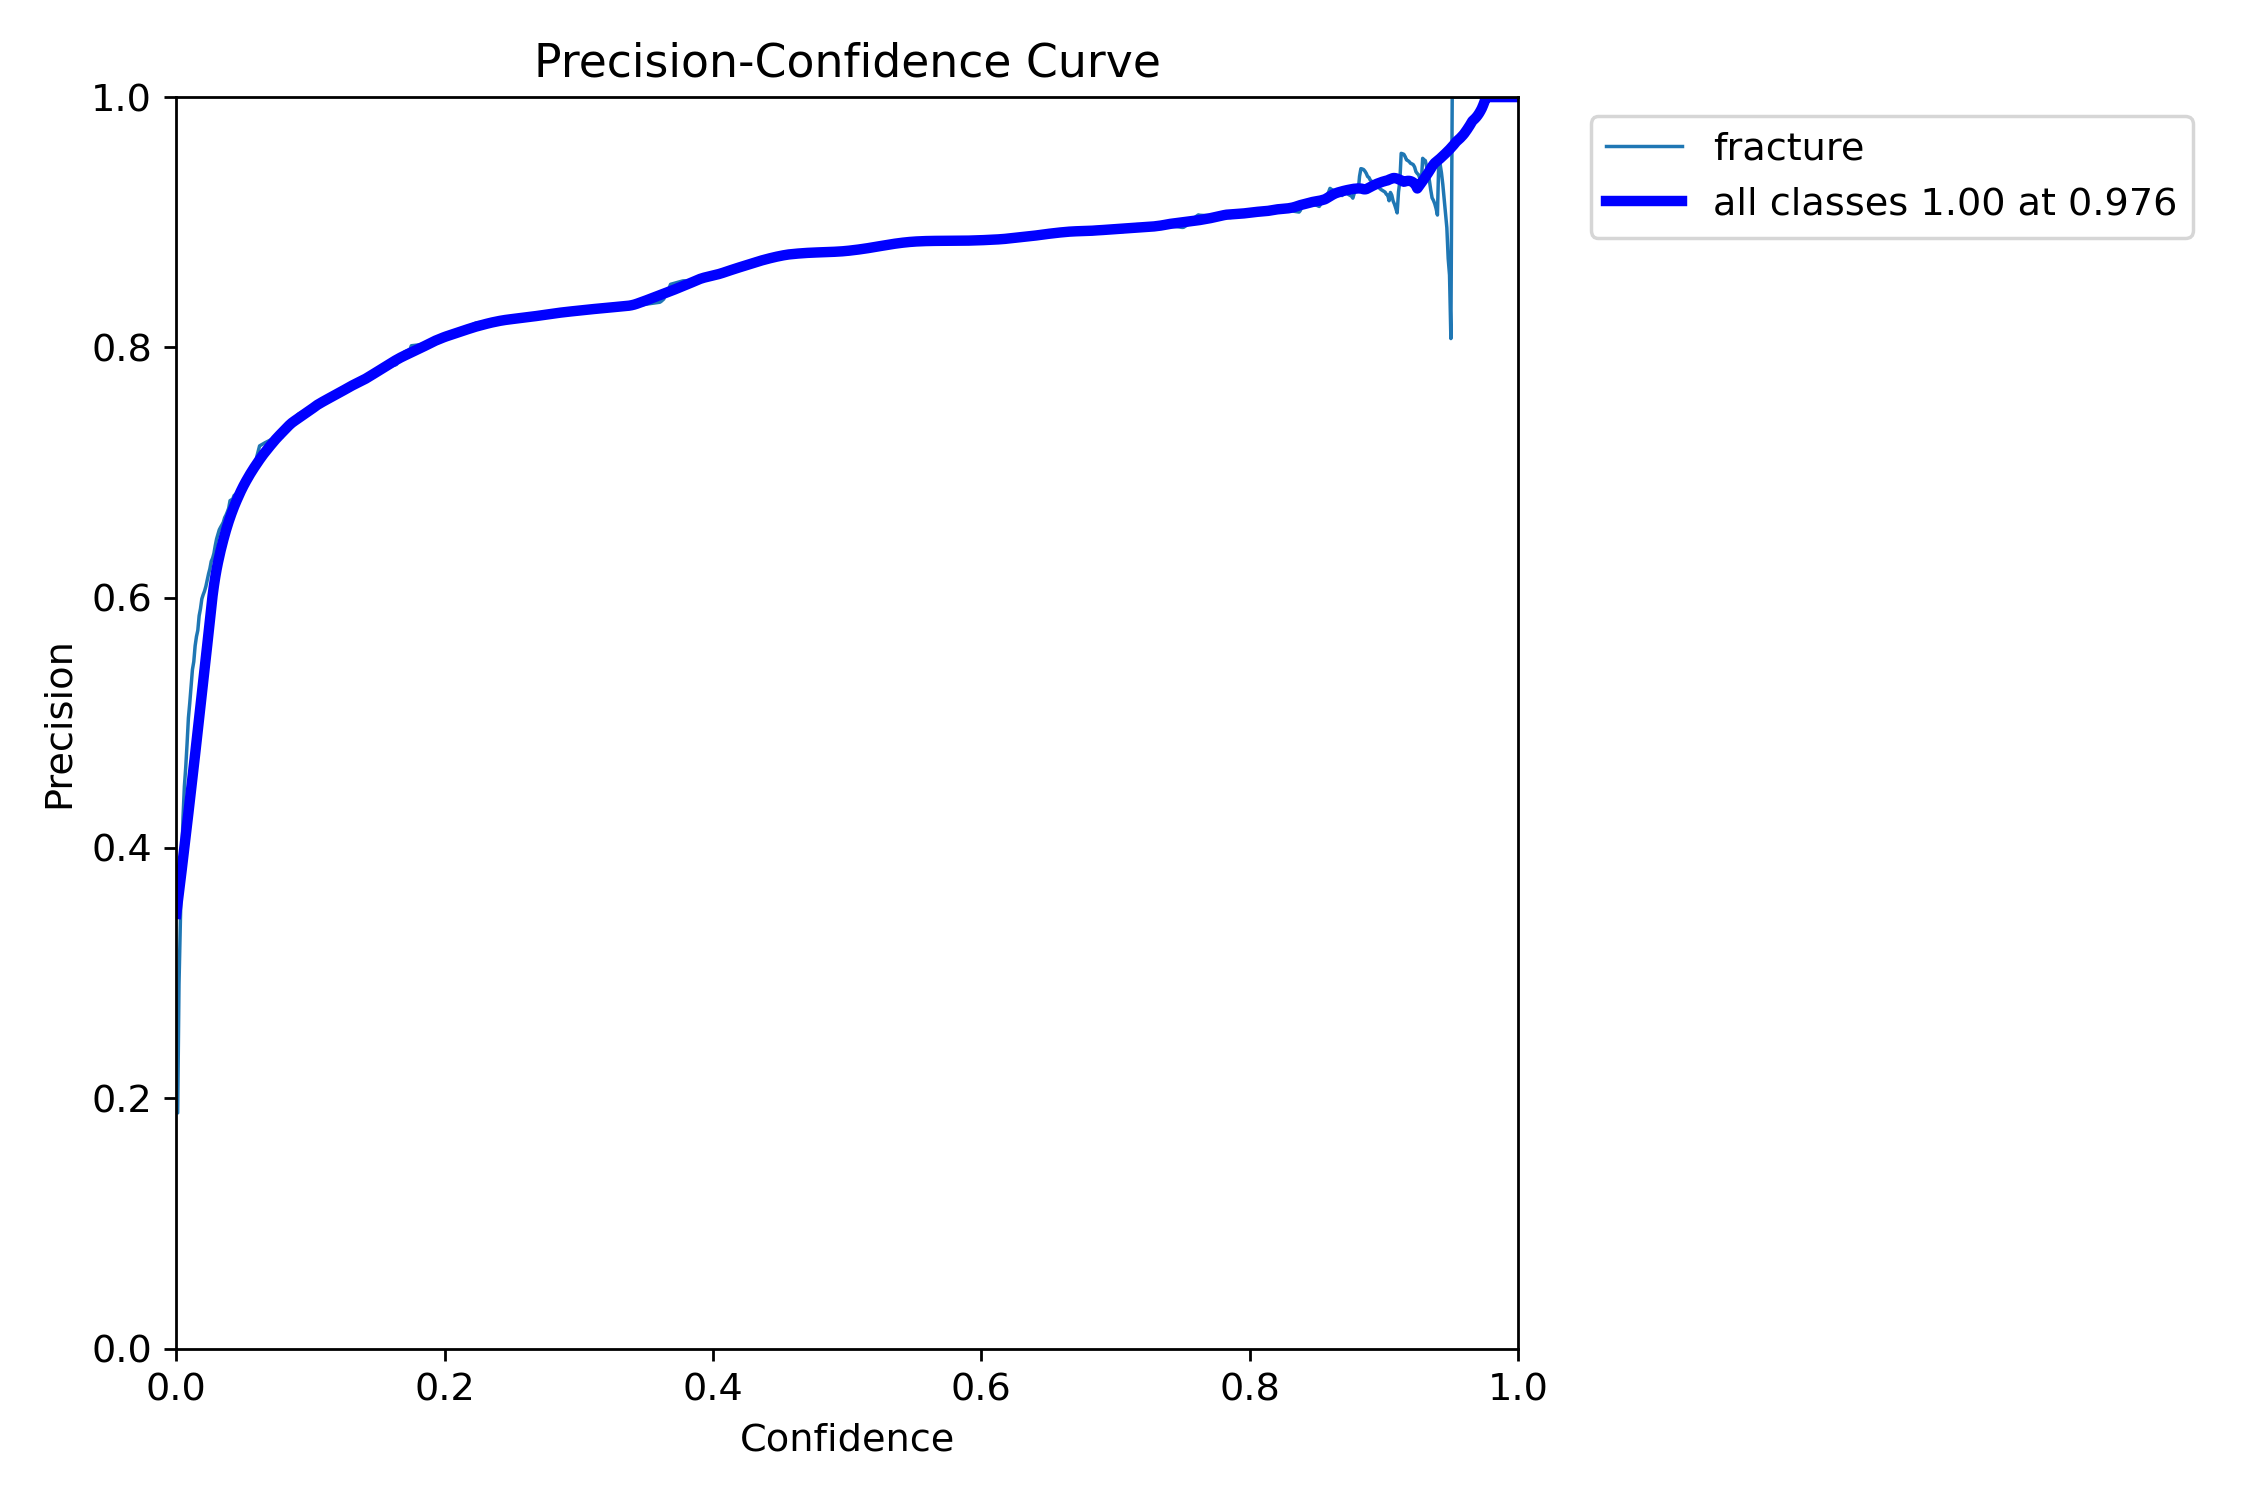 Precision-Confidence Curve
1.0
0.8
0.6
0.4
0.2
0.0
Precision
0.0 0.2 0.4 0.6 0.8 1.0
Confidence
fracture
all classes 1.00 at 0.976